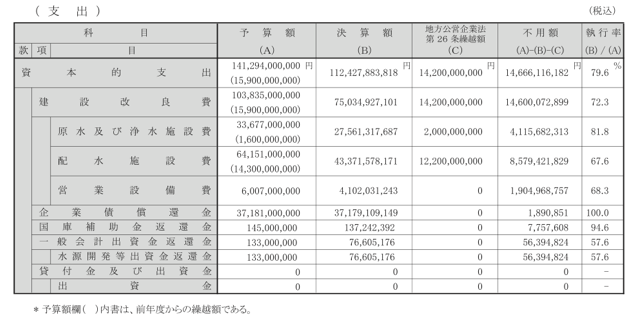 (支出)
(税込)
科目 予算額 決算額 地方公営企業法 不用額 執行率
第26条繰越額
款 項 目 (A) (B) (C) (A)-(B)-(C) (B) / (A)
資本的支出 141,294,000,000 円 112,427,883,818 円 14,200,000,000 円 14,666,116,182 円 79.6 %
(15,900,000,000)
建設改良費 103,835,000,000 75,034,927,101 14,200,000,000 14,600,072,899 72.3
(15,900,000,000)
原水及び浄水施設費 33,677,000,000 27,561,317,687 2,000,000,000 4,115,682,313 81.8
(1,600,000,000)
配水施設費 64,151,000,000 43,371,578,171 12,200,000,000 8,579,421,829 67.6
(14,300,000,000)
営業設備費 6,007,000,000 4,102,031,243 0 1,904,968,757 68.3
企業債償還金 37,181,000,000 37,179,109,149 0 1,890,851 100.0
国庫補助金返還金 145,000,000 137,242,392 0 7,757,608 94.6
一般会計出資金返還金 133,000,000 76,605,176 0 56,394,824 57.6
水源開発等出資金返還金 133,000,000 76,605,176 0 56,394,824 57.6
貸付金及び出資金 0 0 0 0 −
出資金 0 0 0 0 −
*予算額欄( )内書は、前年度からの繰越額である。